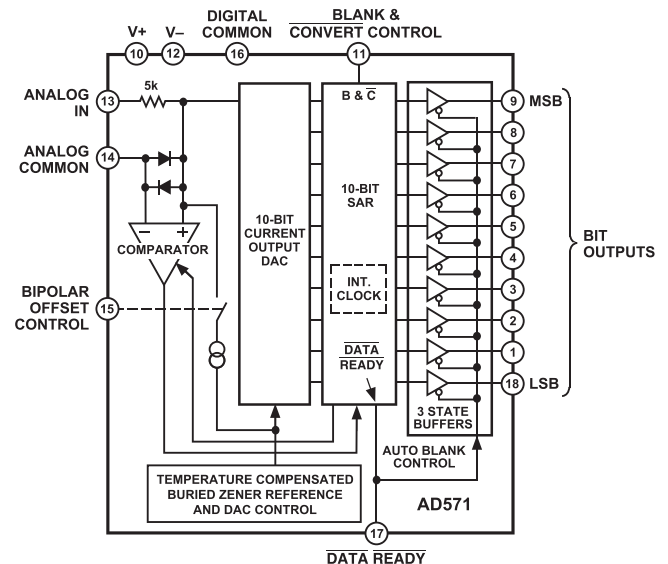 DIGITAL
COMMON
BLANK &
CONVERT CONTROL
V+
V–
10
12
16
11
ANALOG
IN
13
5k
B & C
9
MSB
8
ANALOG
COMMON
14
7
10-BIT
SAR
6
10-BIT
CURRENT
OUTPUT
DAC
– +
COMPARATOR
5
BIT
OUTPUTS
4
INT.
CLOCK
3
BIPOLAR
OFFSET
CONTROL
15
2
DATA
READY
1
18
LSB
3 STATE
BUFFERS
AUTO BLANK
CONTROL
TEMPERATURE COMPENSATED
BURIED ZENER REFERENCE
AND DAC CONTROL
AD571
17
DATA READY